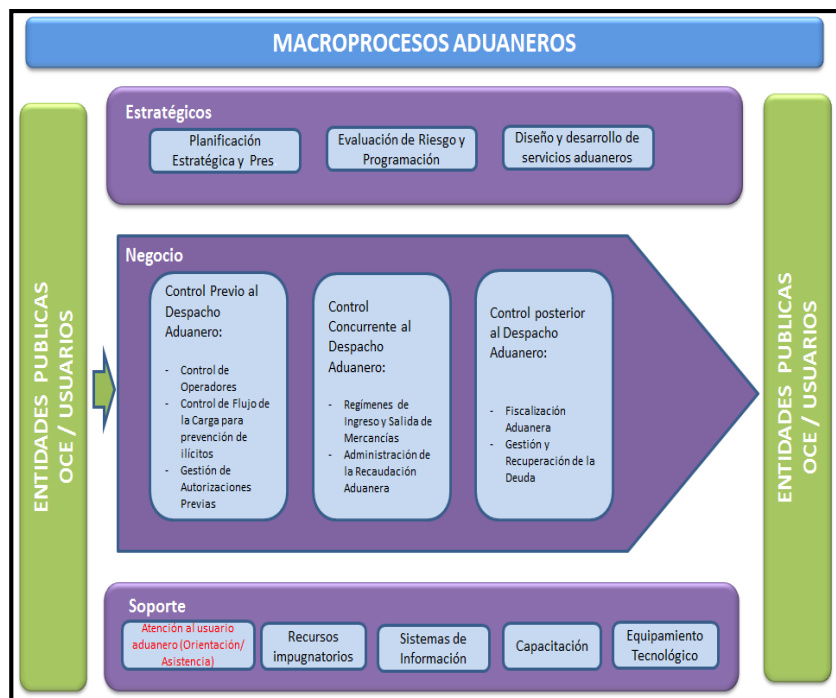 MACROPROCESOS ADUANEROS
ENTIDADES PUBLICAS
OCE / USUARIOS
Estratégicos
Planificación
Estratégica y Pres
Evaluación de Riesgo y
Programación
Diseño y desarrollo de
servicios aduaneros
Negocio
Control Previo al
Despacho
Aduanero:
- Control de
Operadores
- Control de Flujo de
la Carga para
prevención de
ilícitos
- Gestión de
Autorizaciones
Previas
Control
Concurrente al
Despacho
Aduanero:
- Regímenes de
Ingreso y Salida de
Mercancías
- Administración de
la Recaudación
Aduanera
Control posterior
al Despacho
Aduanero:
- Fiscalización
Aduanera
- Gestión y
Recuperación de la
Deuda
Soporte
Atención al usuario
aduanero (Orientación/
Asistencia)
Recursos
impugnatorios
Sistemas de
Información
Capacitación
Equipamiento
Tecnológico
ENTIDADES PUBLICAS
OCE / USUARIOS